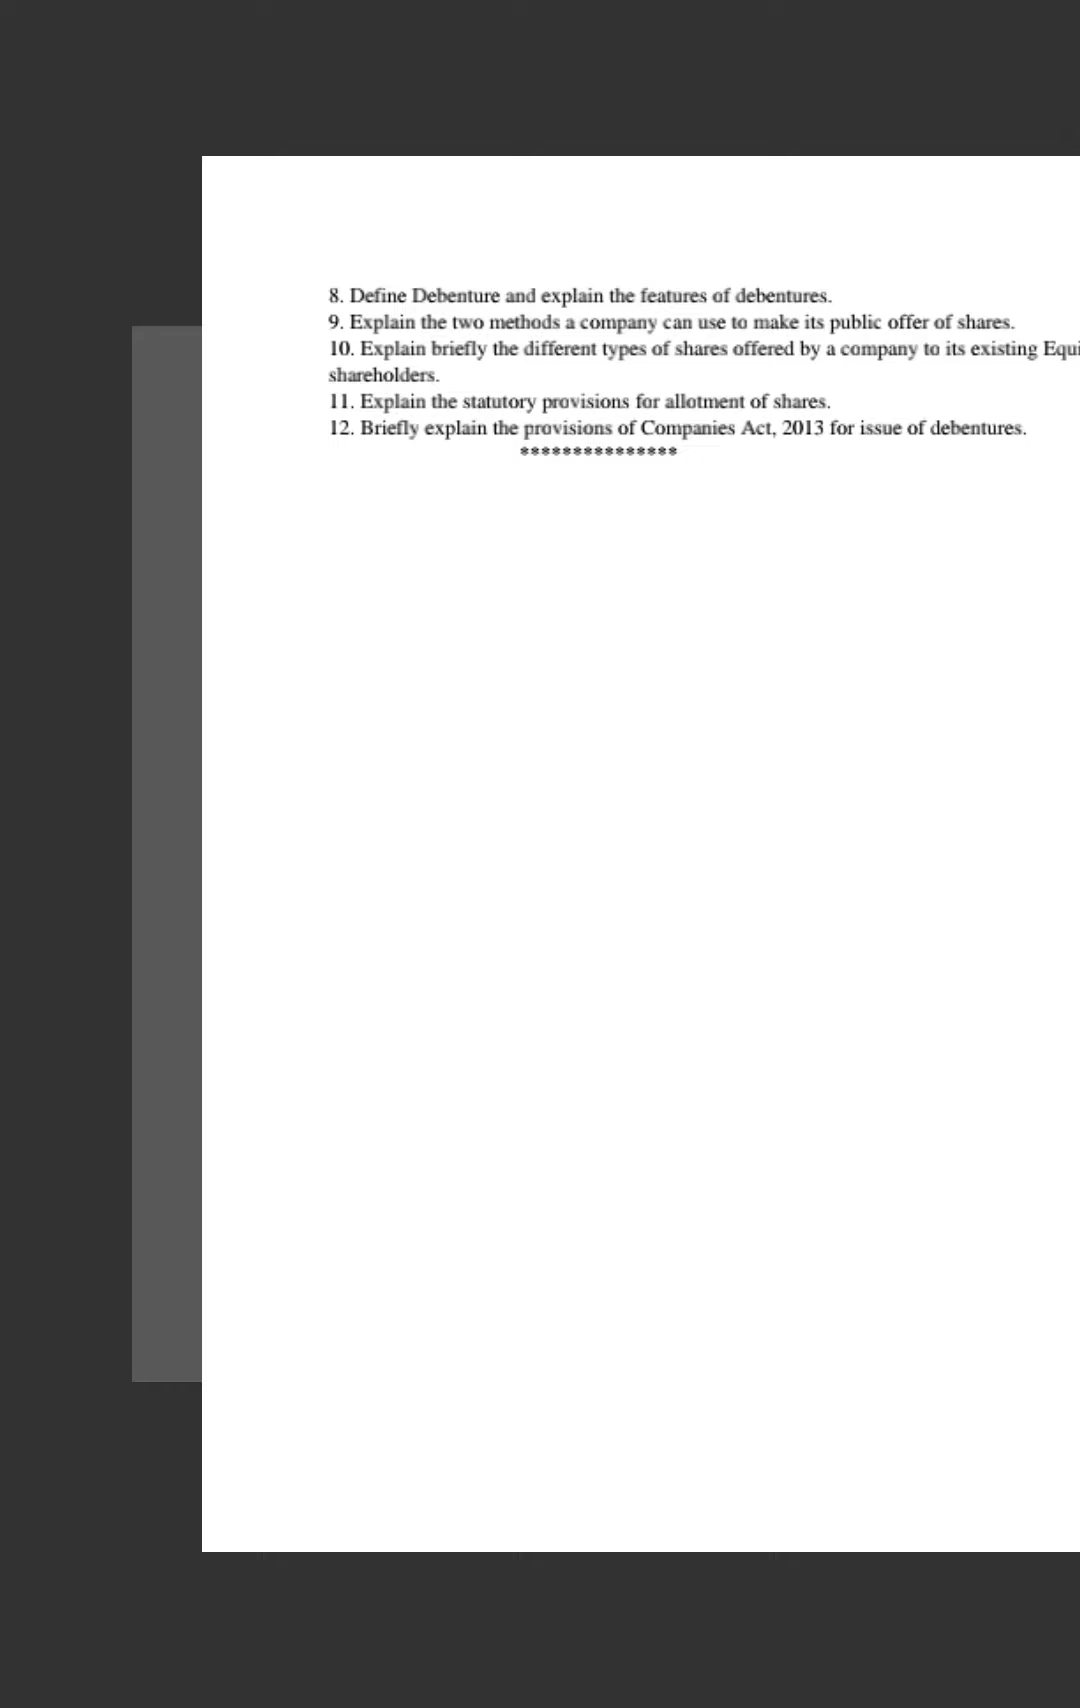 8. Define Debenture and explain the features of debentures.
9. Explain the two methods a company can use to make its public offer of shares.
10. Explain briefly the different types of shares offered by a company to its existing Equi
shareholders.
11. Explain the statutory provisions for allotment of shares.
12. Briefly explain the provisions of Companies Act, 2013 for issue of debentures.
***************